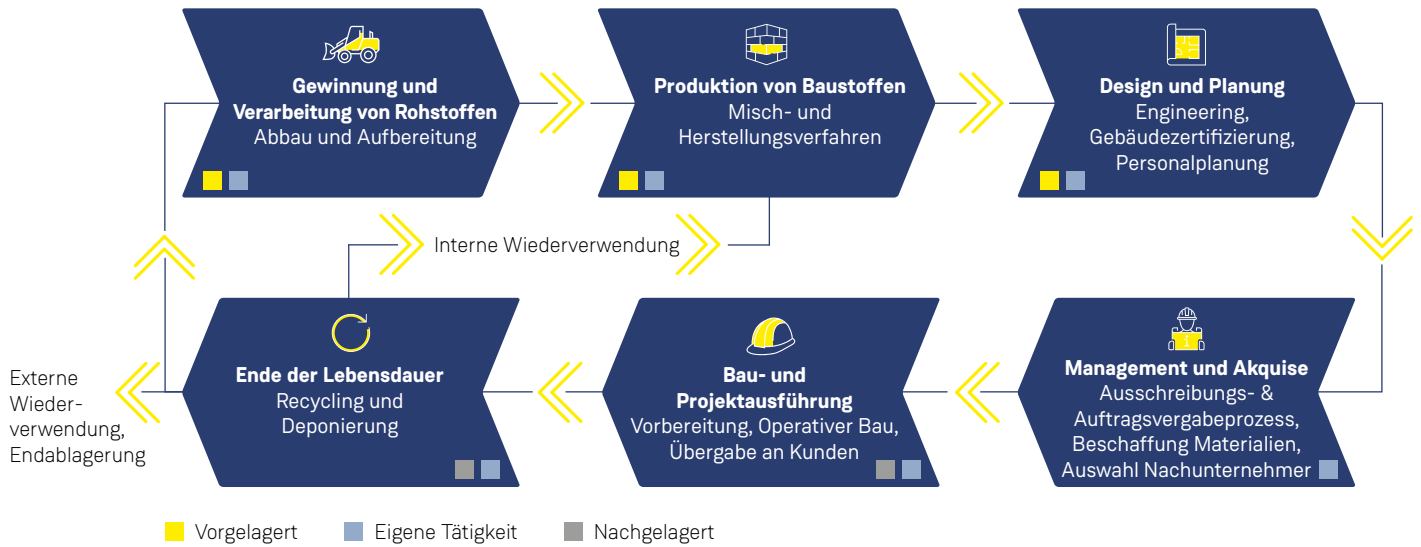 Gewinnung und
Verarbeitung von Rohstoffen
Abbau und Aufbereitung
Produktion von Baustoffen
Misch- und
Herstellungsverfahren
Design und Planung
Engineering,
Gebäudezertifizierung,
Personalplanung
Interne Wiederverwendung
Externe
Wieder-
verwendung,
Endablagerung
Ende der Lebensdauer
Recycling und
Deponierung
Bau- und
Projektausführung
Vorbereitung, Operativer Bau,
Übergabe an Kunden
Management und Akquise
Ausschreibungs- &
Auftragsvergabeprozess,
Beschaffung Materialien,
Auswahl Nachunternehmer
Vorgelagert
Eigene Tätigkeit
Nachgelagert